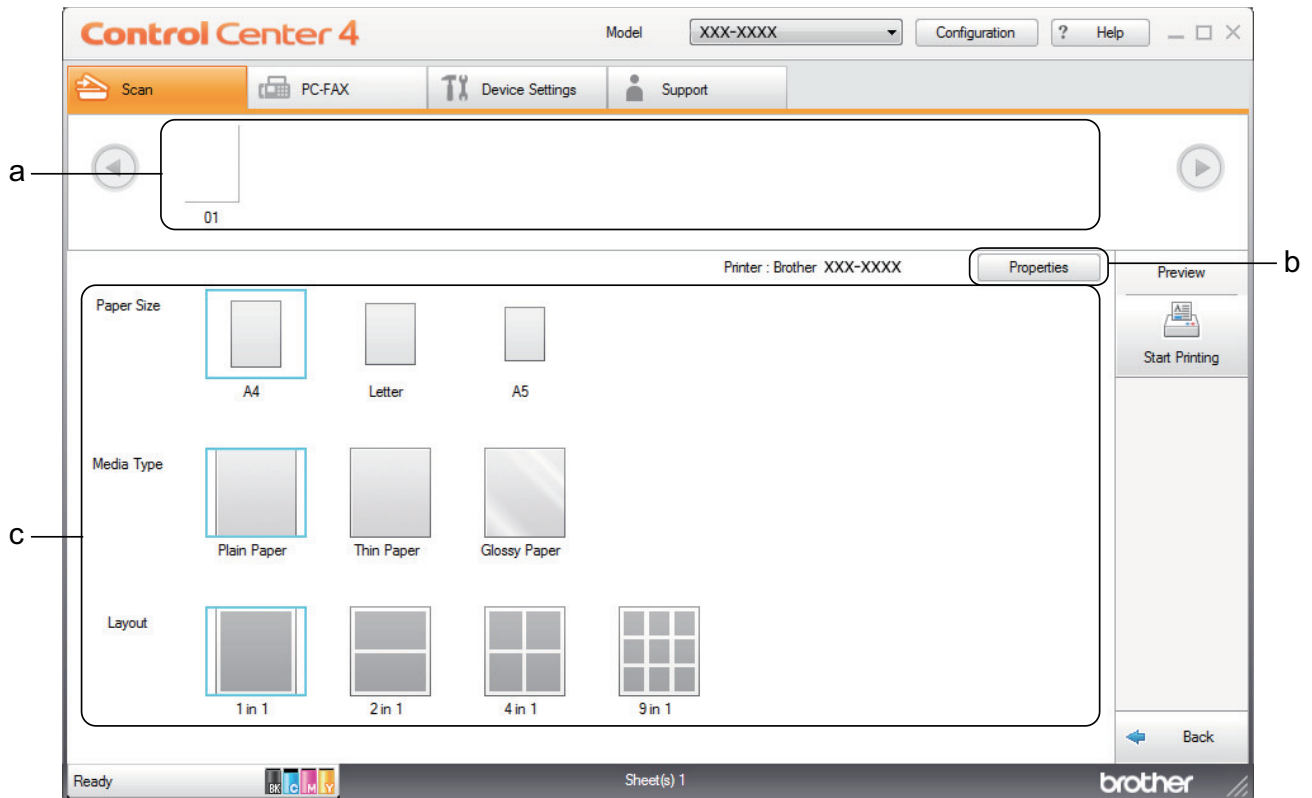 Control Center 4
Model XXX-XXXX Configuration ? Help
Scan PC-FAX Device Settings Support
a
01
Printer : Brother XXX-XXXX Properties Preview
b
Paper Size
Start Printing
A4 Letter A5
Media Type
c
Plain Paper Thin Paper Glossy Paper
Layout
1 in 1 2 in 1 4 in 1 9 in 1
Back
Ready BK C M Y Sheet(s) 1 brother